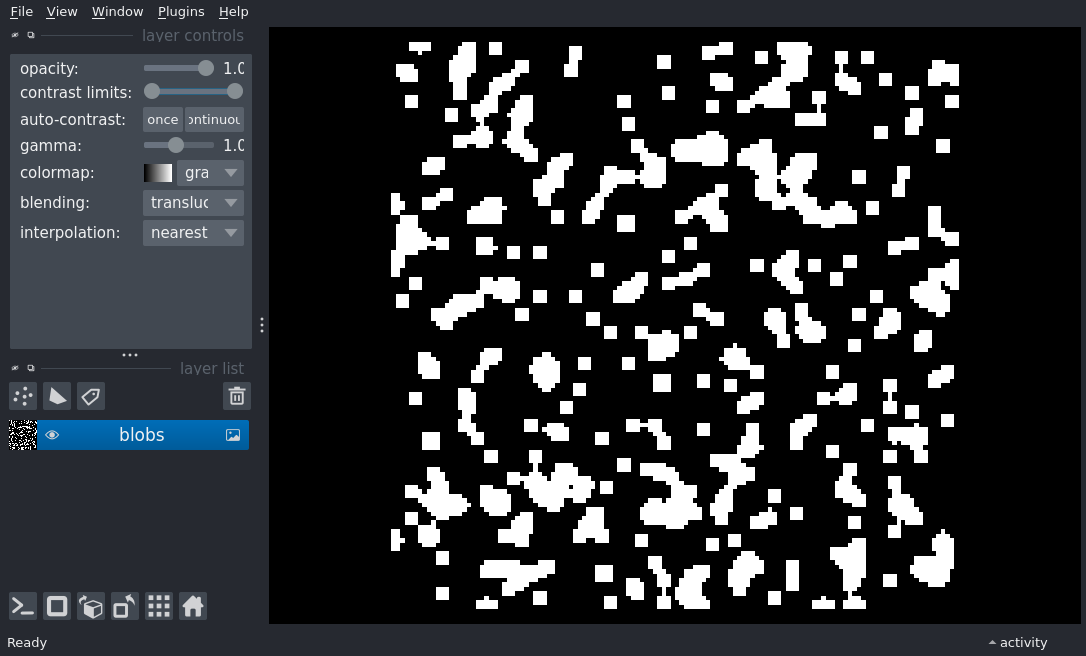 File View Window Plugins Help
layer controls
opacity: 1.0
contrast limits:
auto-contrast: once ontinuou
gamma: 1.0
colormap: gra
blending: transluc
interpolation: nearest
layer list
blobs
Ready
activity